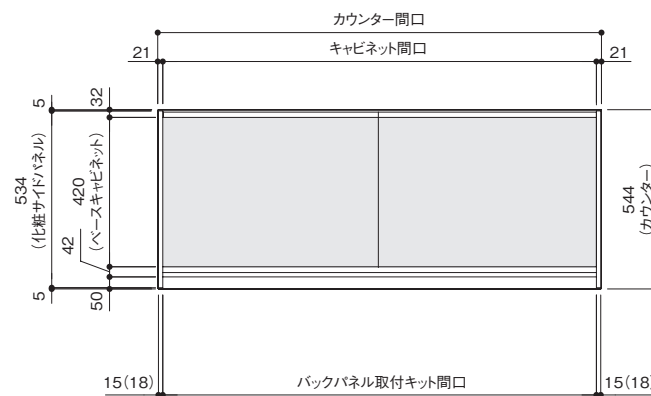 カウンター間口
21
キャビネット間口
21
5
32
534
(化粧サイドパネル)
420
(ベースキャビネット)
42
544
(カウンター)
5
50
15(18)
バックパネル取付キット間口
15(18)